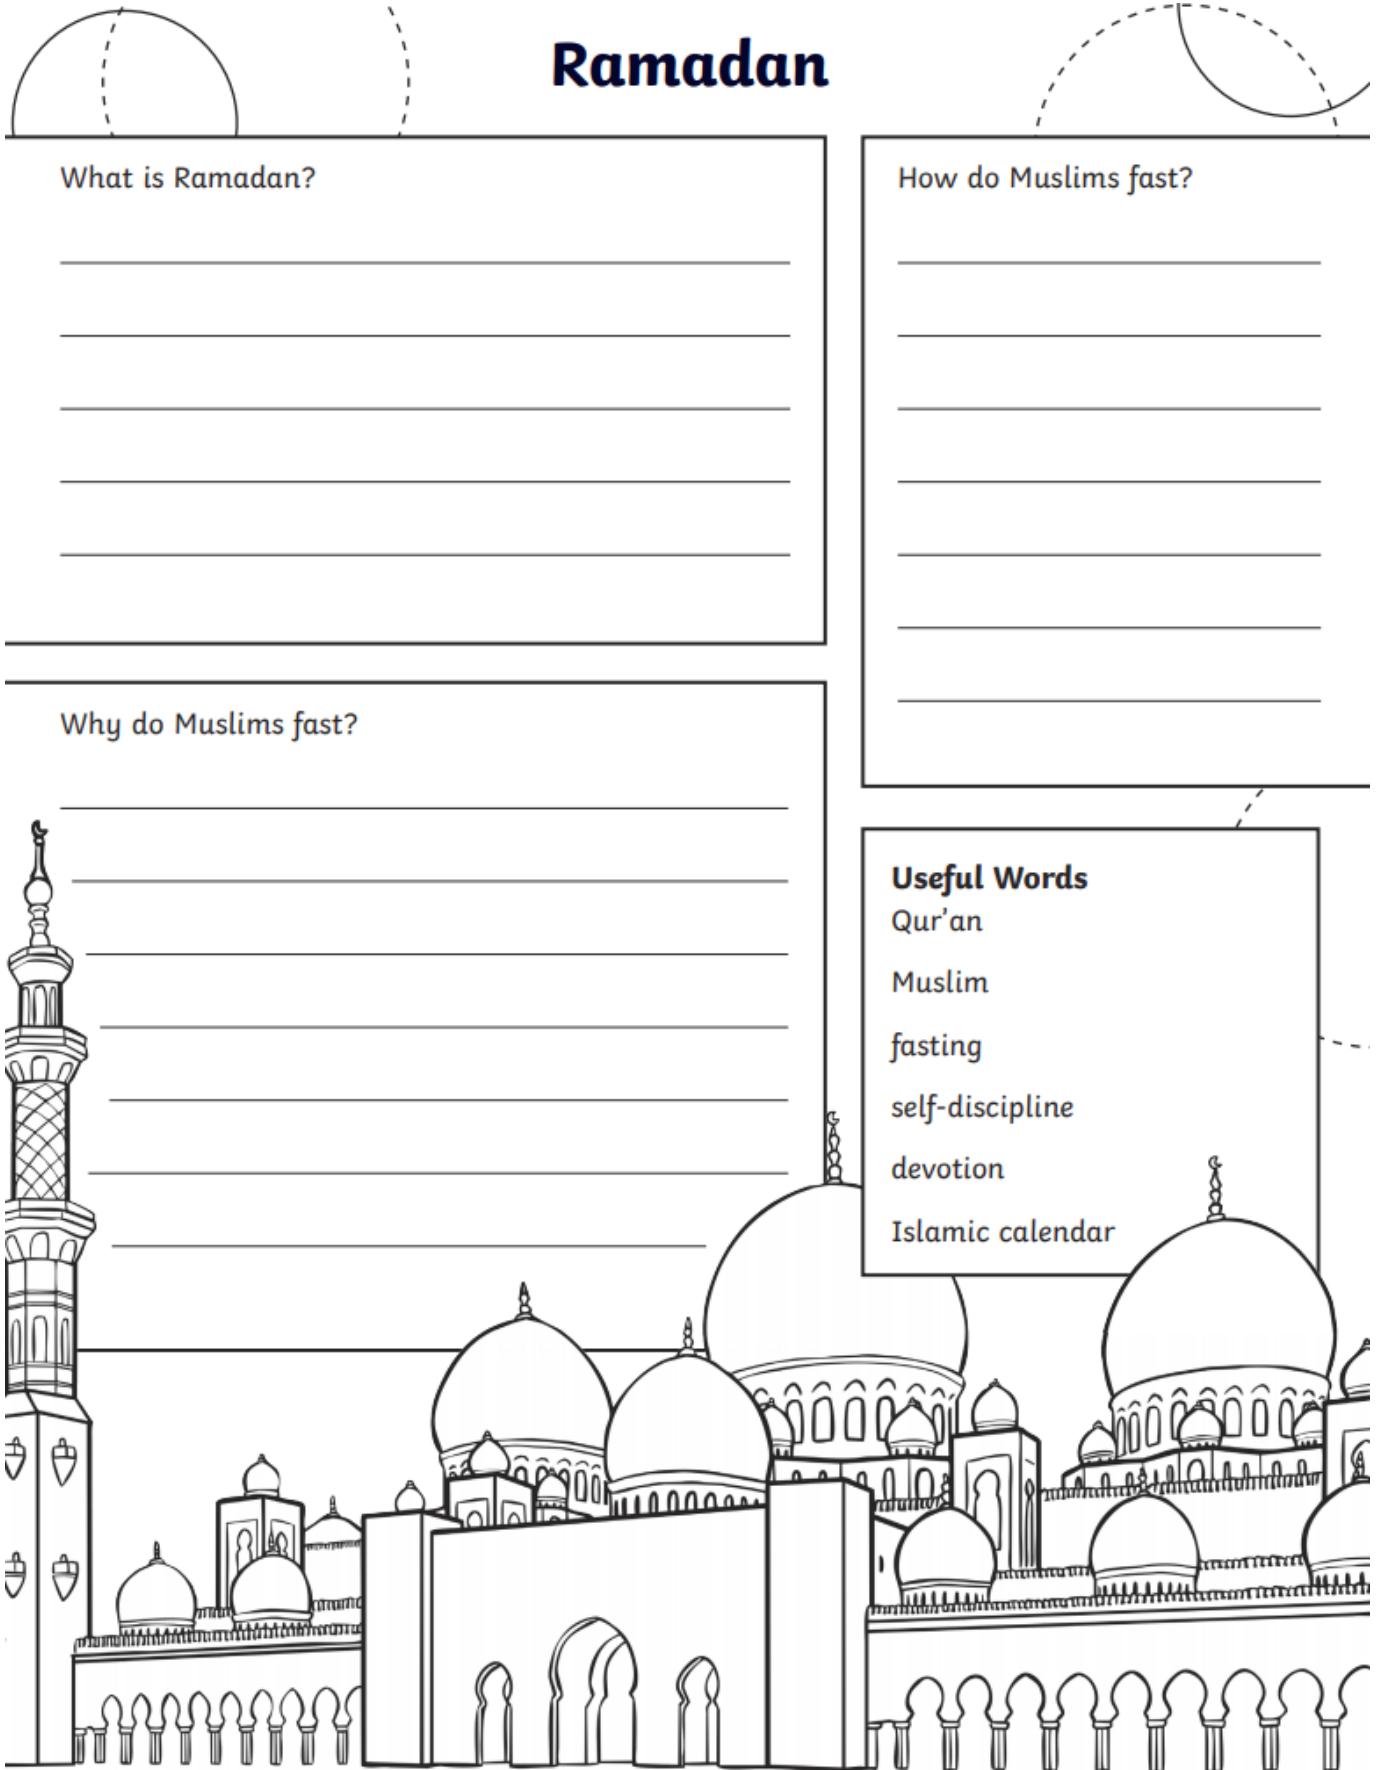 Ramadan
What is Ramadan?
How do Muslims fast?
Why do Muslims fast?
Useful Words
Qur'an
Muslim
fasting
self-discipline
devotion
Islamic calendar